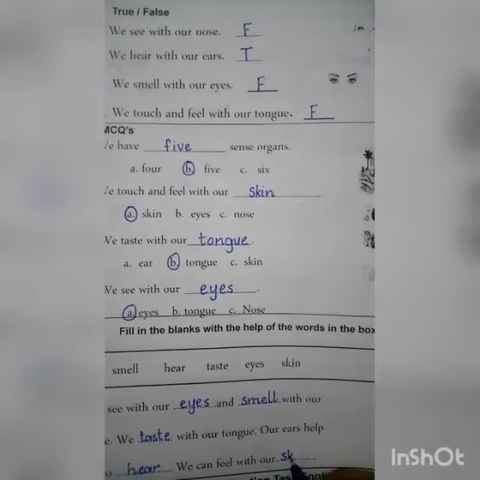 True / False
We see with our nose. F
We hear with our ears. T
We smell with our eyes. F
We touch and feel with our tongue. F
MCQ's
e have five sense organs.
a. four b. five c. six
e touch and feel with our skin
a. skin b. eyes c. nose
We taste with our tongue.
a. ear b. tongue c. skin
We see with our eyes.
a. eyes b. tongue c. Nose
Fill in the blanks with the help of the words in the box
smell hear taste eyes skin
see with our eyes and smell with our
e. We taste with our tongue. Our ears help
o hear. We can feel with our sk
InShOt